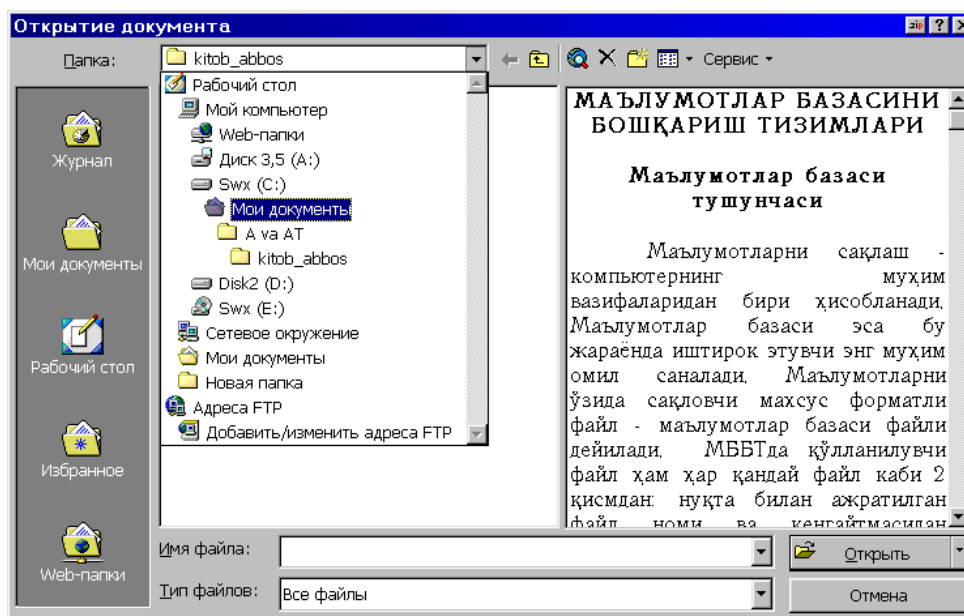 Открытие документа
zip ? X
Папка:
kitob_abbos
Сервис
Журнал
Мои документы
Рабочий стол
Избранное
Web-папки
Рабочий стол
Мой компьютер
Web-папки
Диск 3,5 (A:)
Swx (C:)
Мои документы
A va AT
kitob_abbos
Disk2 (D:)
Swx (E:)
Сетевое окружение
Мои документы
Новая папка
Адреса FTP
Добавить/изменить адреса FTP
МАЪЛУМОТЛАР БАЗАСИНИ
БОШҚАРИШ ТИЗИМЛАРИ
Маълумотлар базаси
тушунчаси
Маълумотларни сақлаш -
компьютернинг муҳим
вазифаларидан бири ҳисобланади.
Маълумотлар базаси эса бу
жараёнда иштирок этувчи энг муҳим
омил саналади. Маълумотларни
ўзида сақловчи махсус форматли
файл - маълумотлар базаси файли
дейилади. МББТда қўлланилувчи
файл ҳам ҳар қандай файл каби 2
қисмдан: нуқта билан ажратилган
файл номи ва кенгайтмасидан
Имя файла:
Открыть
Тип файлов:
Все файлы
Отмена